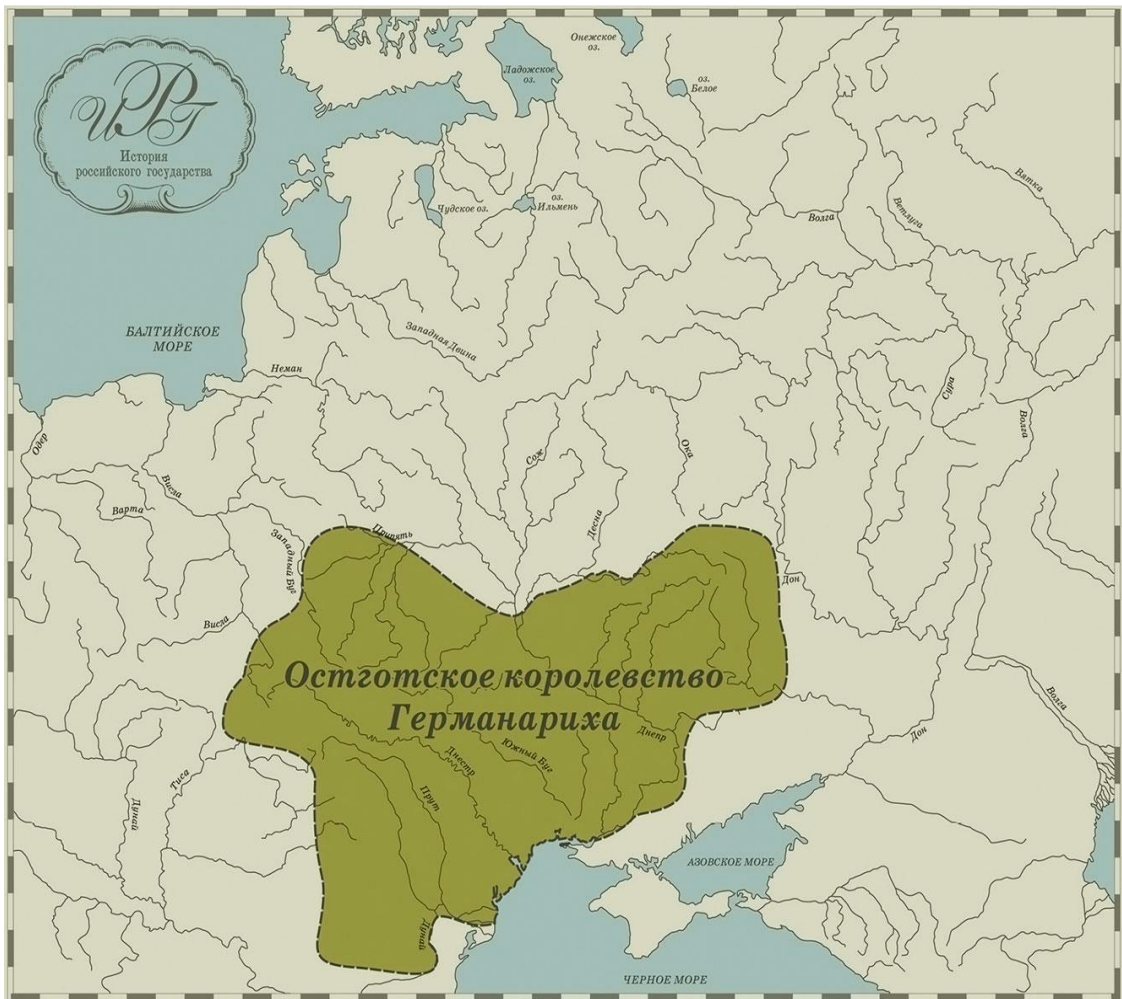 ИРГ
История
российского государства
Онежское
оз.
Ладожское
оз.
оз.
Белое
Чудское оз.
оз.
Ильмень
Волга
Ветлуга
Вятка
БАЛТИЙСКОЕ
МОРЕ
Западная Двина
Неман
Одер
Висла
Варта
Западный Буг
Припять
Сож
Десна
Ока
Сура
Волга
Дон
Висла
Остготское королевство
Германариха
Днепр
Южный Буг
Днестр
Прут
Тиса
Дунай
Дунай
Дон
Волга
АЗОВСКОЕ МОРЕ
ЧЕРНОЕ МОРЕ